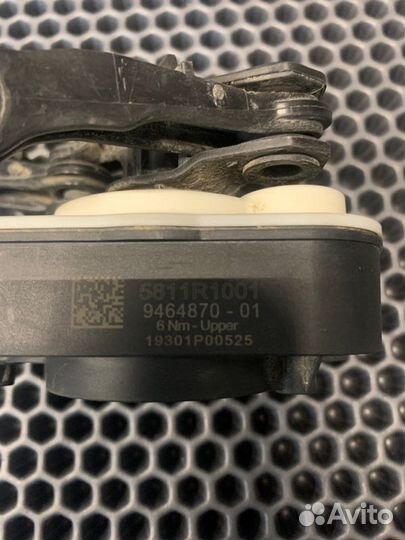 5811R1001
9464870 - 01
6 Nm - Upper
19301P00525
Avito